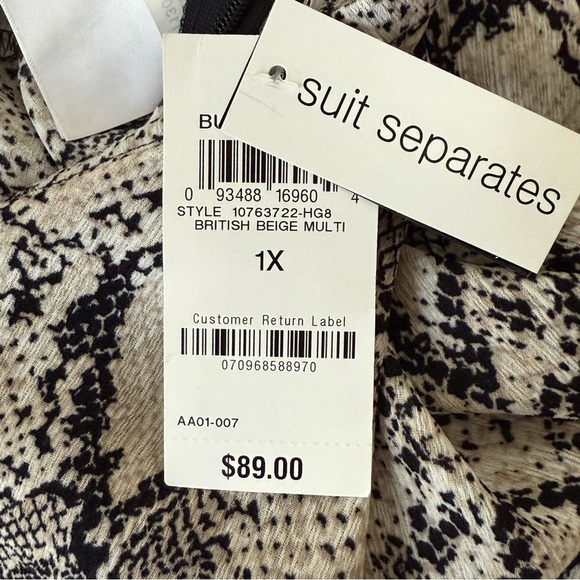 suit separates
BU
0 93488 16960 4
STYLE 10763722-HG8
BRITISH BEIGE MULTI
1X
Customer Return Label
070968588970
AA01-007
$89.00